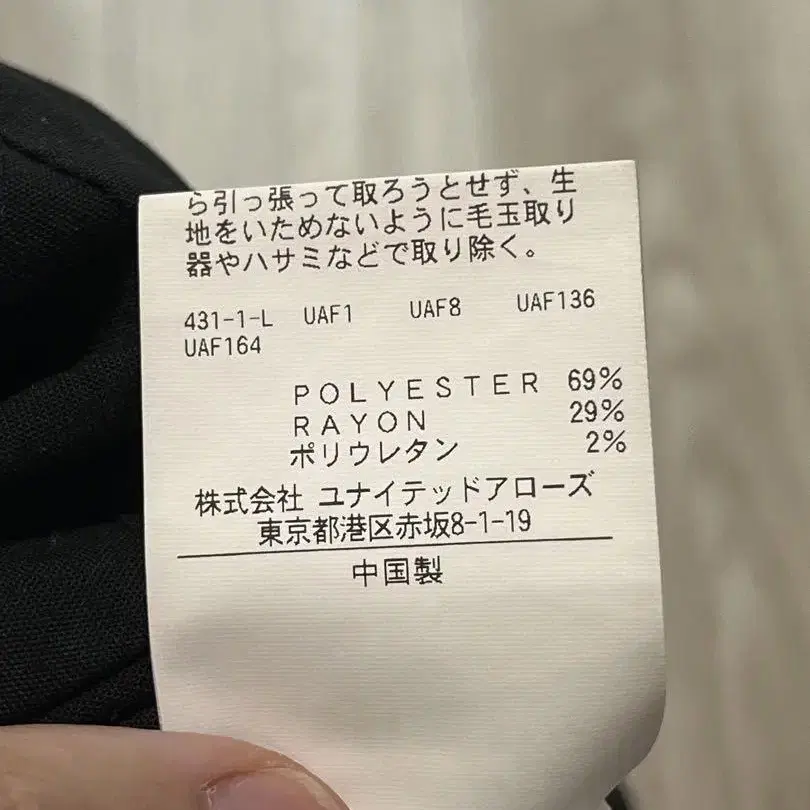 ら引っ張って取ろうとせず、生
地をいためないように毛玉取り
器やハサミなどで取り除く。
431-1-L UAF1 UAF8 UAF136
UAF164
POLYESTER 69%
RAYON 29%
ポリウレタン 2%
株式会社 ユナイテッドアローズ
東京都港区赤坂8-1-19
中国製